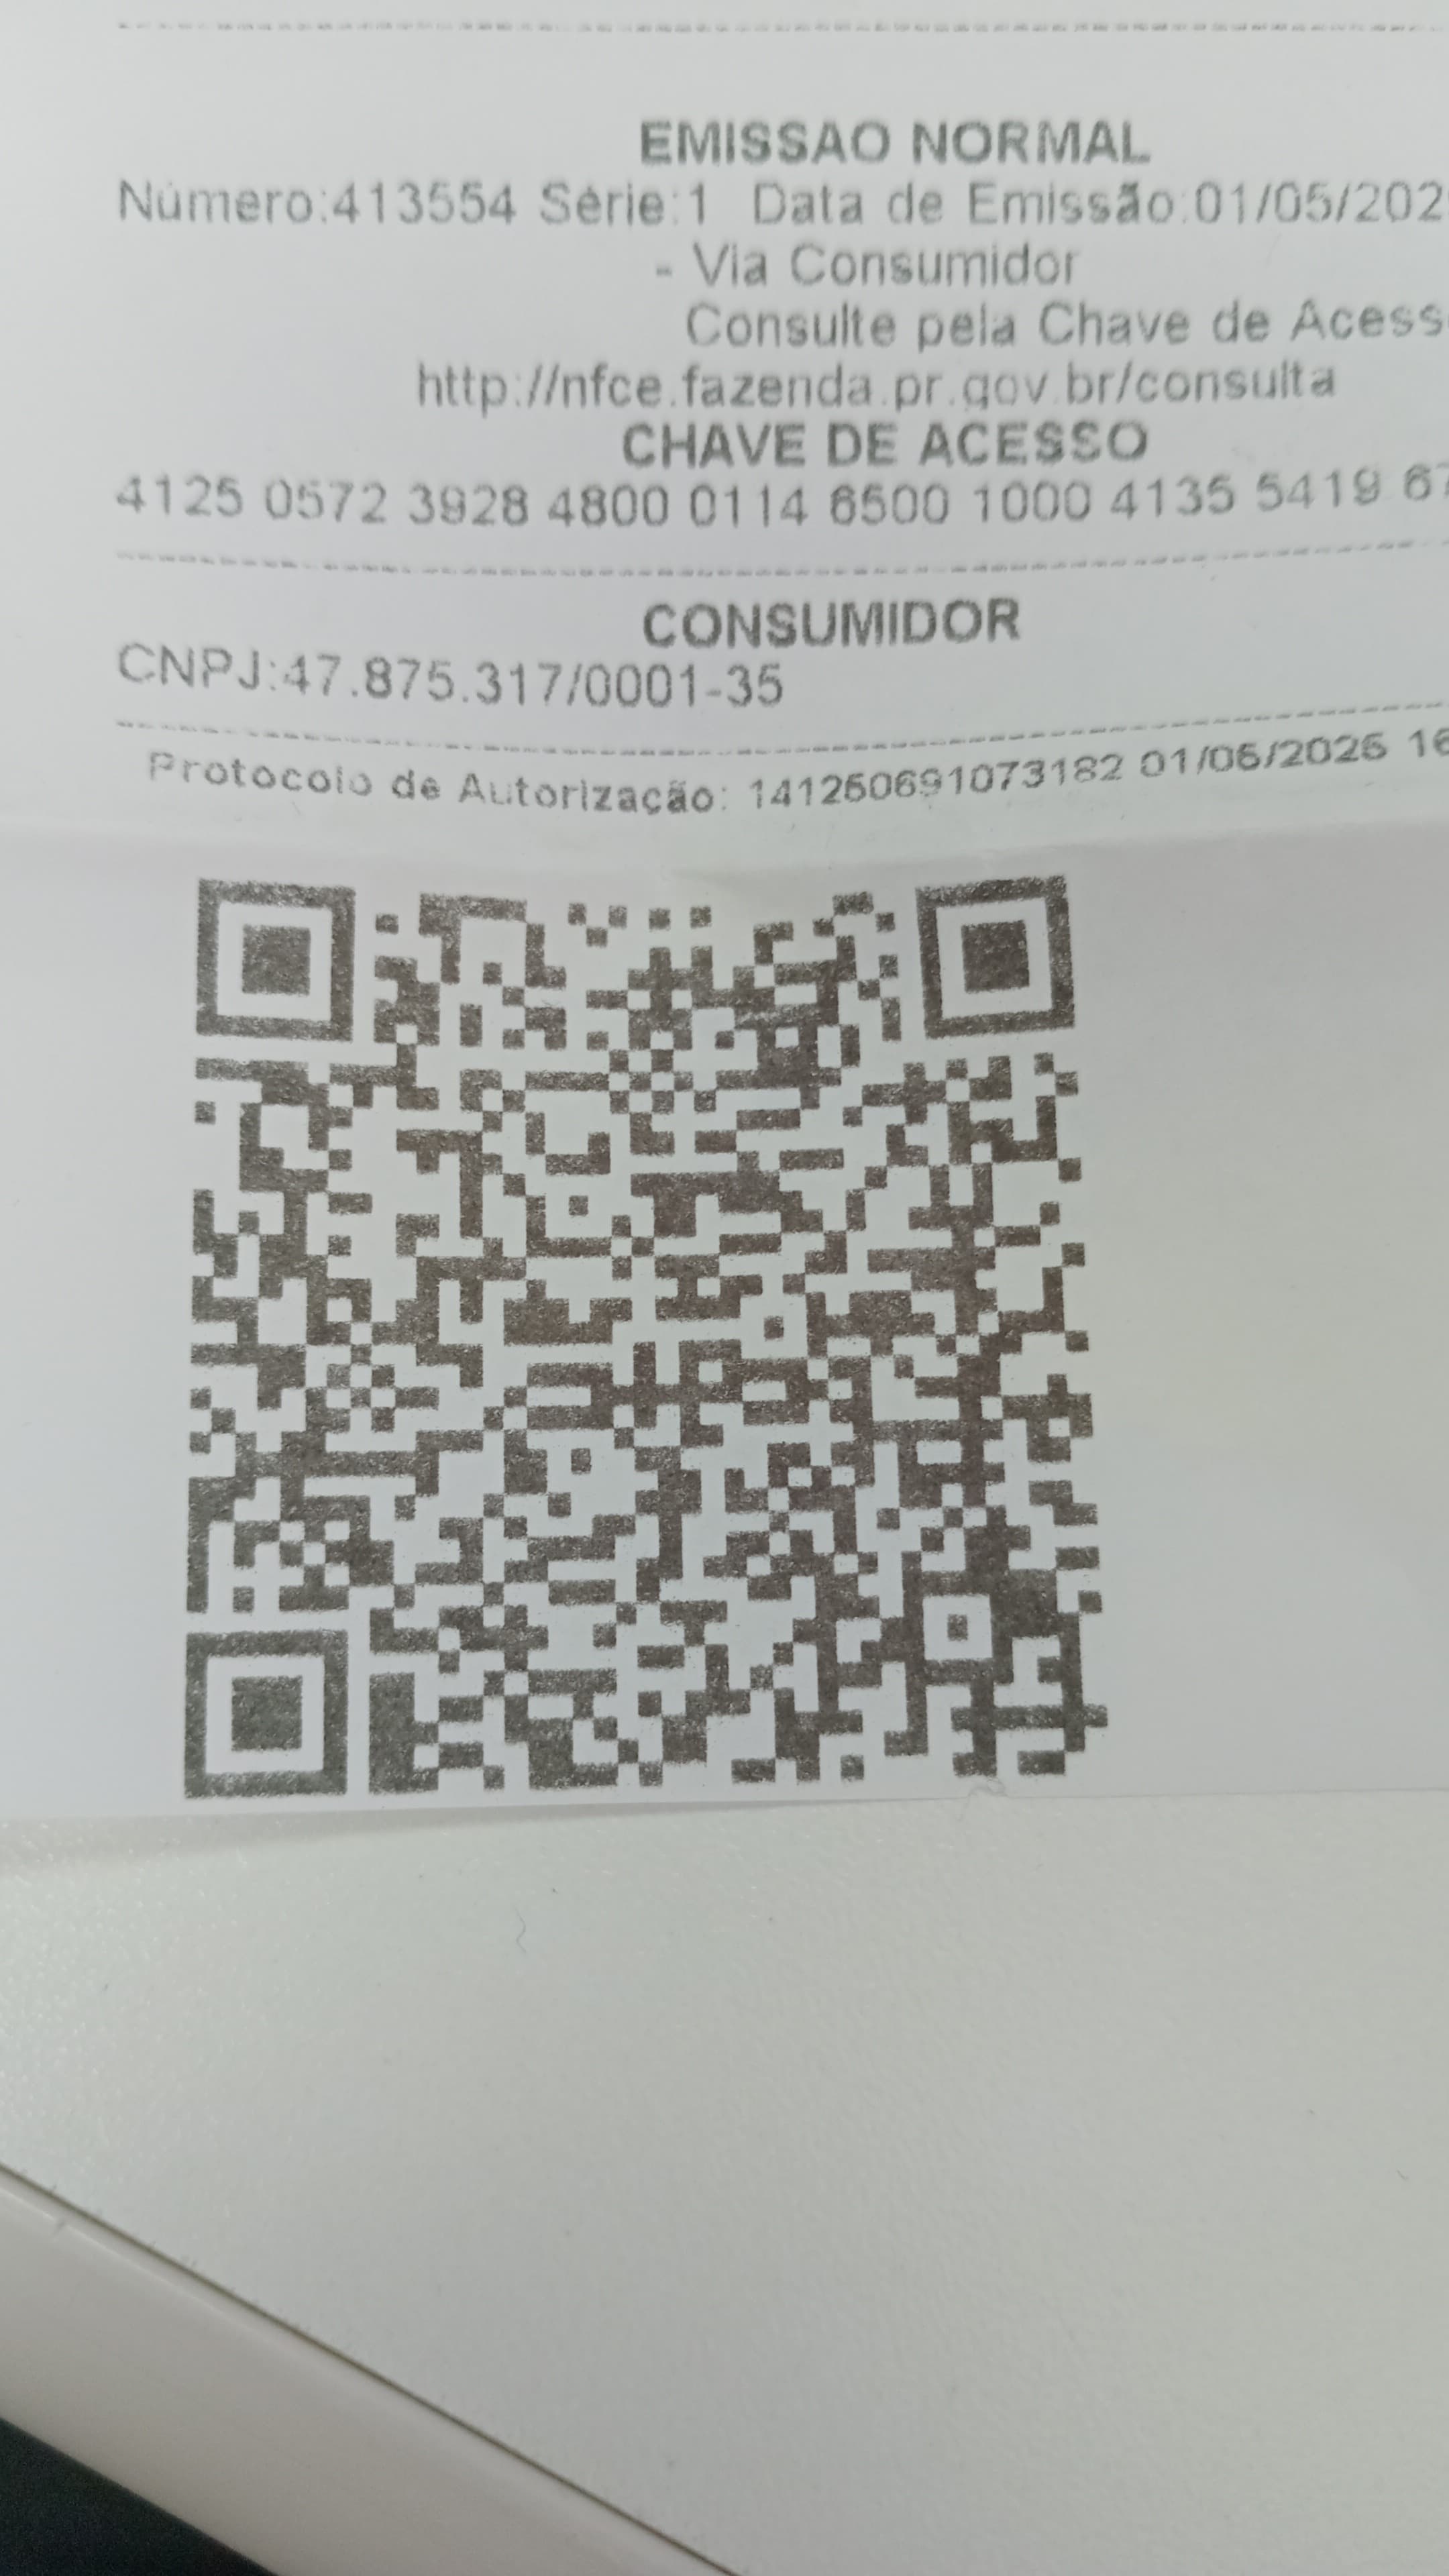 EMISSAO NORMAL
Número:413554 Série:1 Data de Emissão:01/05/202
- Via Consumidor
Consulte pela Chave de Acess
http://nfce.fazenda.pr.gov.br/consulta
CHAVE DE ACESSO
4125 0572 3928 4800 0114 6500 1000 4135 5419 67
CONSUMIDOR
CNPJ:47.875.317/0001-35
Protocolo de Autorização: 141250691073182 01/05/2025 16